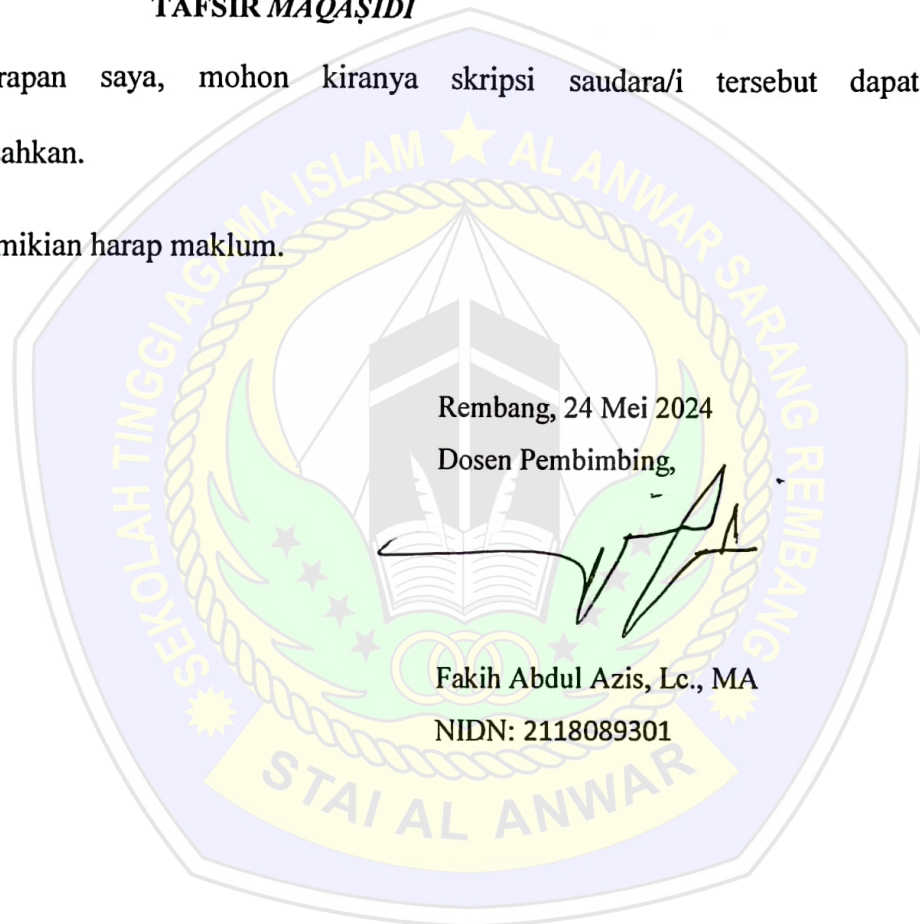 TAFSIR MAQAṢIDI
rapan saya, mohon kiranya skripsi saudara/i tersebut dapat
ahkan.
mikian harap maklum.
Rembang, 24 Mei 2024
Dosen Pembimbing,
Fakih Abdul Azis, Lc., MA
NIDN: 2118089301
SEKOLAH TINGGI AGAMA ISLAM AL ANWAR SARANG REMBANG
STAI AL ANWAR